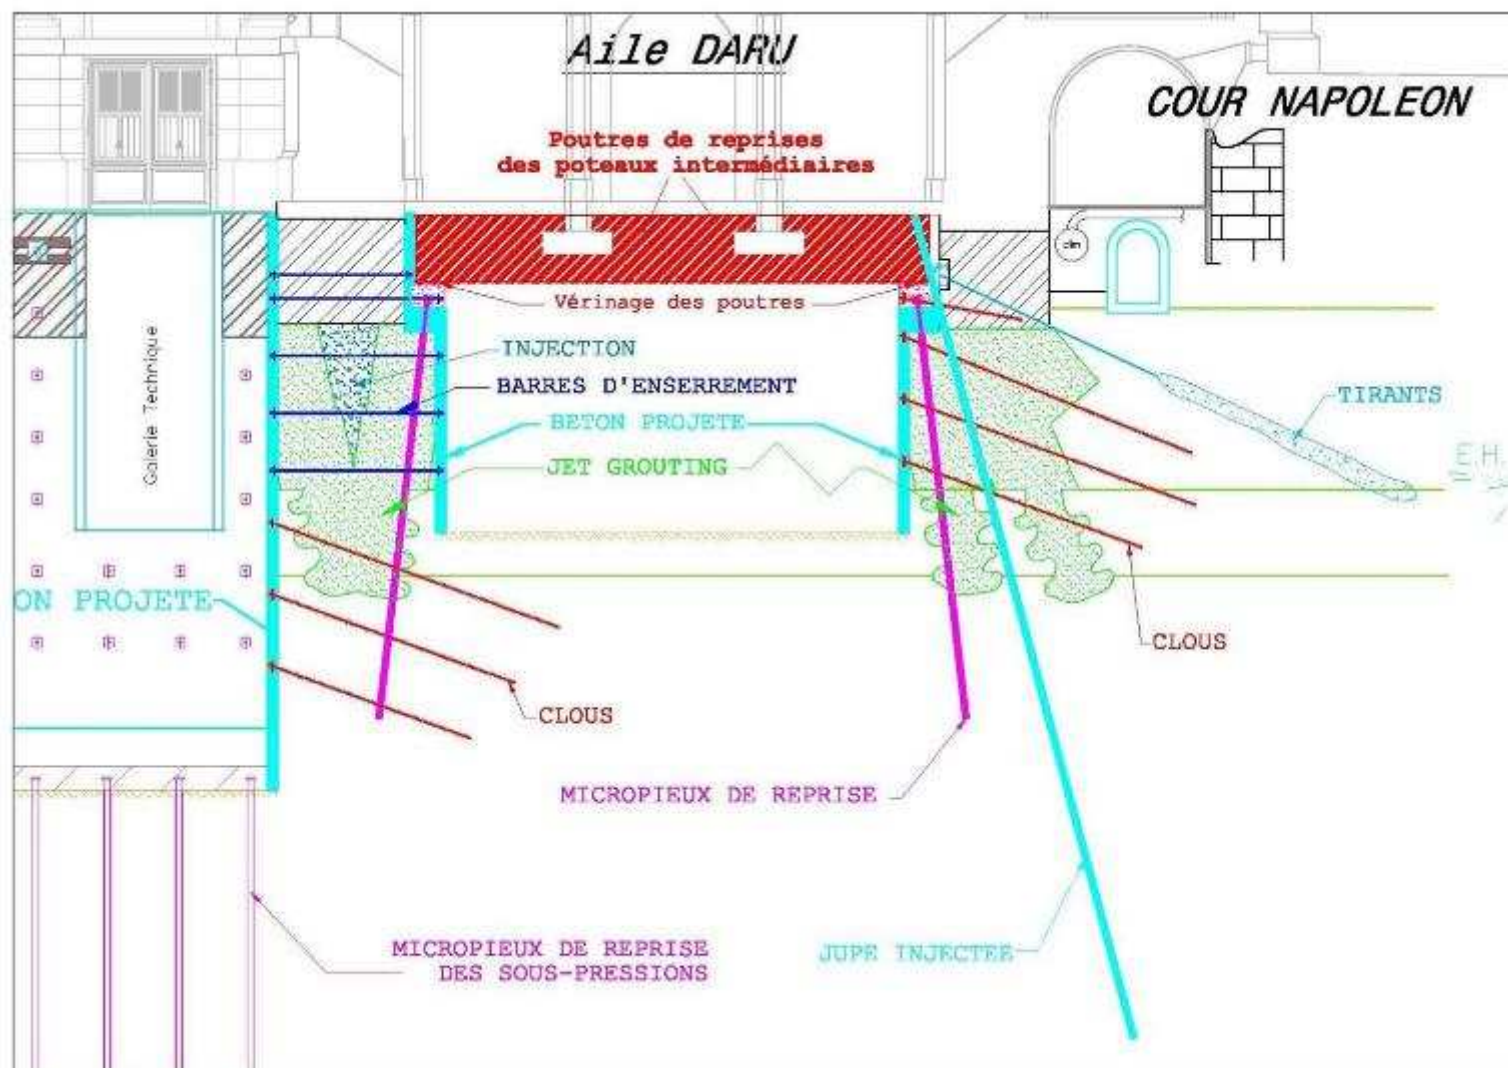 Aile DARU
COUR NAPOLEON
Poutres de reprises
des poteaux intermédiaires
Vérinage des poutres
Galerie Technique
INJECTION
BARRES D'ENSERREMENT
BETON PROJETE
JET GROUTING
TIRANTS
E.H.
ON PROJETE
CLOUS
CLOUS
MICROPIEUX DE REPRISE
MICROPIEUX DE REPRISE
DES SOUS-PRESSIONS
JUPE INJECTEE